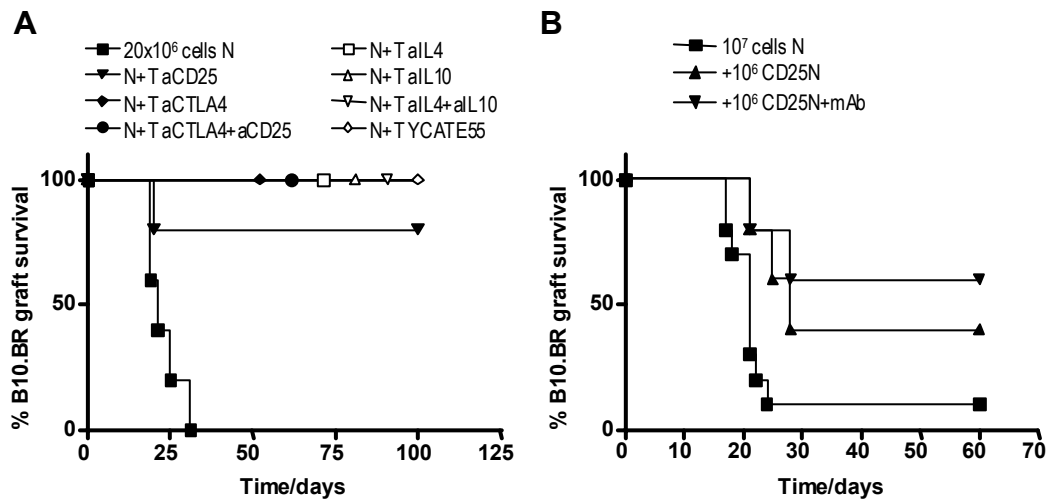 A
20x10⁶ cells N
N+TaCD25
N+TaCTLA4
N+TaCTLA4+aCD25
N+TaIL4
N+TaIL10
N+TaIL4+aIL10
N+TYCATE55
% B10.BR graft survival
100
50
0
0 25 50 75 100 125
Time/days
B
10⁷ cells N
+10⁶ CD25N
+10⁶ CD25N+mAb
% B10.BR graft survival
100
50
0
0 10 20 30 40 50 60 70
Time/days